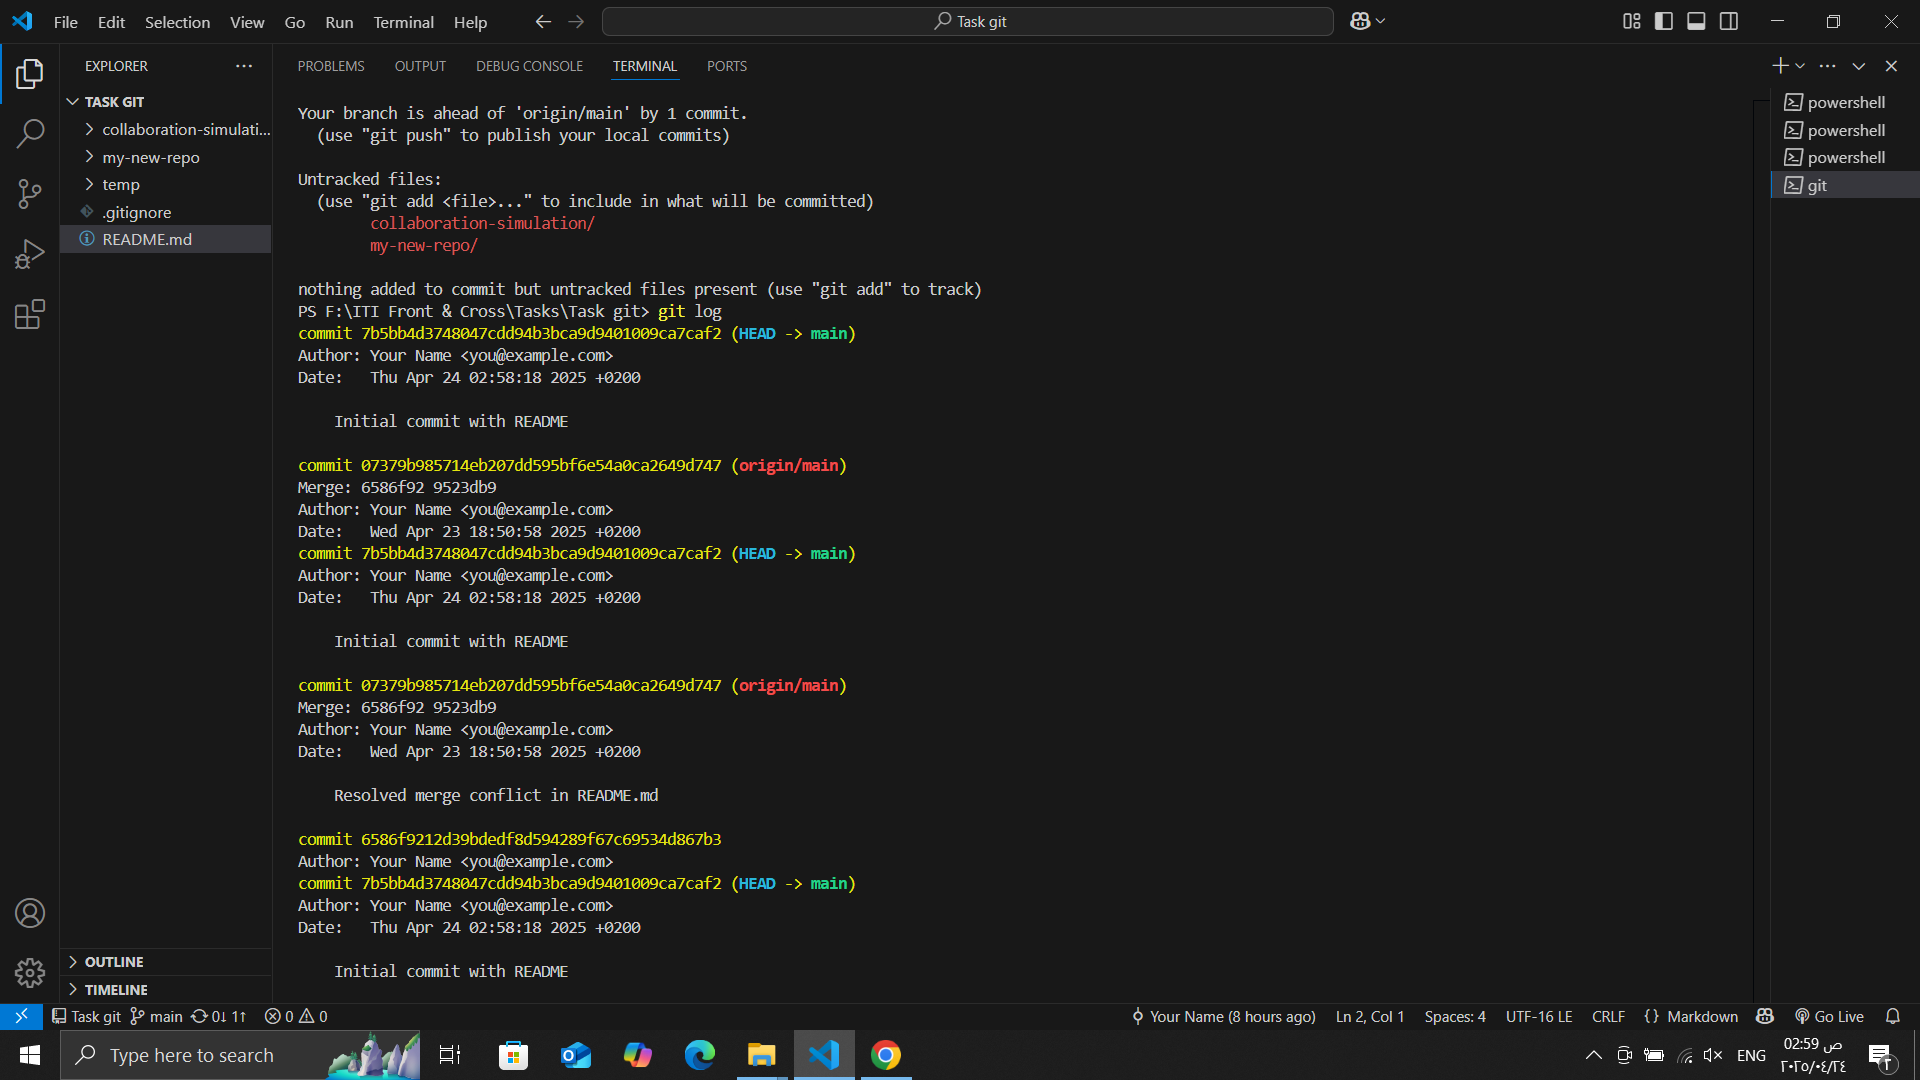 File Edit Selection View Go Run Terminal Help
Task git
EXPLORER
TASK GIT
collaboration-simulati...
my-new-repo
temp
.gitignore
README.md
OUTLINE
TIMELINE
PROBLEMS OUTPUT DEBUG CONSOLE TERMINAL PORTS
Your branch is ahead of 'origin/main' by 1 commit.
(use "git push" to publish your local commits)
Untracked files:
(use "git add <file>..." to include in what will be committed)
collaboration-simulation/
my-new-repo/
nothing added to commit but untracked files present (use "git add" to track)
PS F:\ITI Front & Cross\Tasks\Task git> git log
commit 7b5bb4d3748047cdd94b3bca9d9401009ca7caf2 (HEAD -> main)
Author: Your Name <you@example.com>
Date:   Thu Apr 24 02:58:18 2025 +0200
Initial commit with README
commit 07379b985714eb207dd595bf6e54a0ca2649d747 (origin/main)
Merge: 6586f92 9523db9
Author: Your Name <you@example.com>
Date:   Wed Apr 23 18:50:58 2025 +0200
commit 7b5bb4d3748047cdd94b3bca9d9401009ca7caf2 (HEAD -> main)
Author: Your Name <you@example.com>
Date:   Thu Apr 24 02:58:18 2025 +0200
Initial commit with README
commit 07379b985714eb207dd595bf6e54a0ca2649d747 (origin/main)
Merge: 6586f92 9523db9
Author: Your Name <you@example.com>
Date:   Wed Apr 23 18:50:58 2025 +0200
Resolved merge conflict in README.md
commit 6586f9212d39bdedf8d594289f67c69534d867b3
Author: Your Name <you@example.com>
commit 7b5bb4d3748047cdd94b3bca9d9401009ca7caf2 (HEAD -> main)
Author: Your Name <you@example.com>
Date:   Thu Apr 24 02:58:18 2025 +0200
Initial commit with README
powershell
powershell
powershell
git
Task git main 0↓ 1↑ 0 0
Your Name (8 hours ago) Ln 2, Col 1 Spaces: 4 UTF-16 LE CRLF {} Markdown Go Live
Type here to search
ENG
02:59 ص
٢٠٢٥/٠٤/٢٤
٢